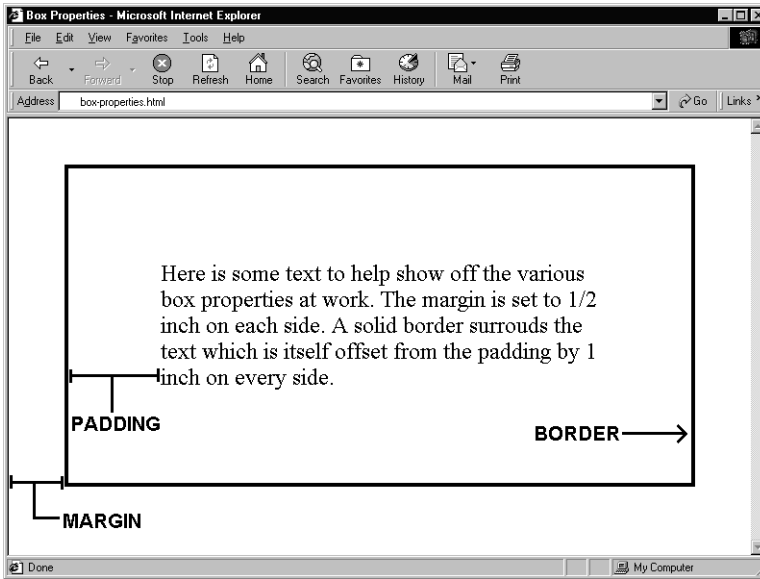 Box Properties - Microsoft Internet Explorer
File Edit View Favorites Tools Help
Back Forward Stop Refresh Home Search Favorites History Mail Print
Address box-properties.html Go Links
Here is some text to help show off the various
box properties at work. The margin is set to 1/2
inch on each side. A solid border surrouds the
text which is itself offset from the padding by 1
inch on every side.
PADDING
BORDER
MARGIN
Done My Computer